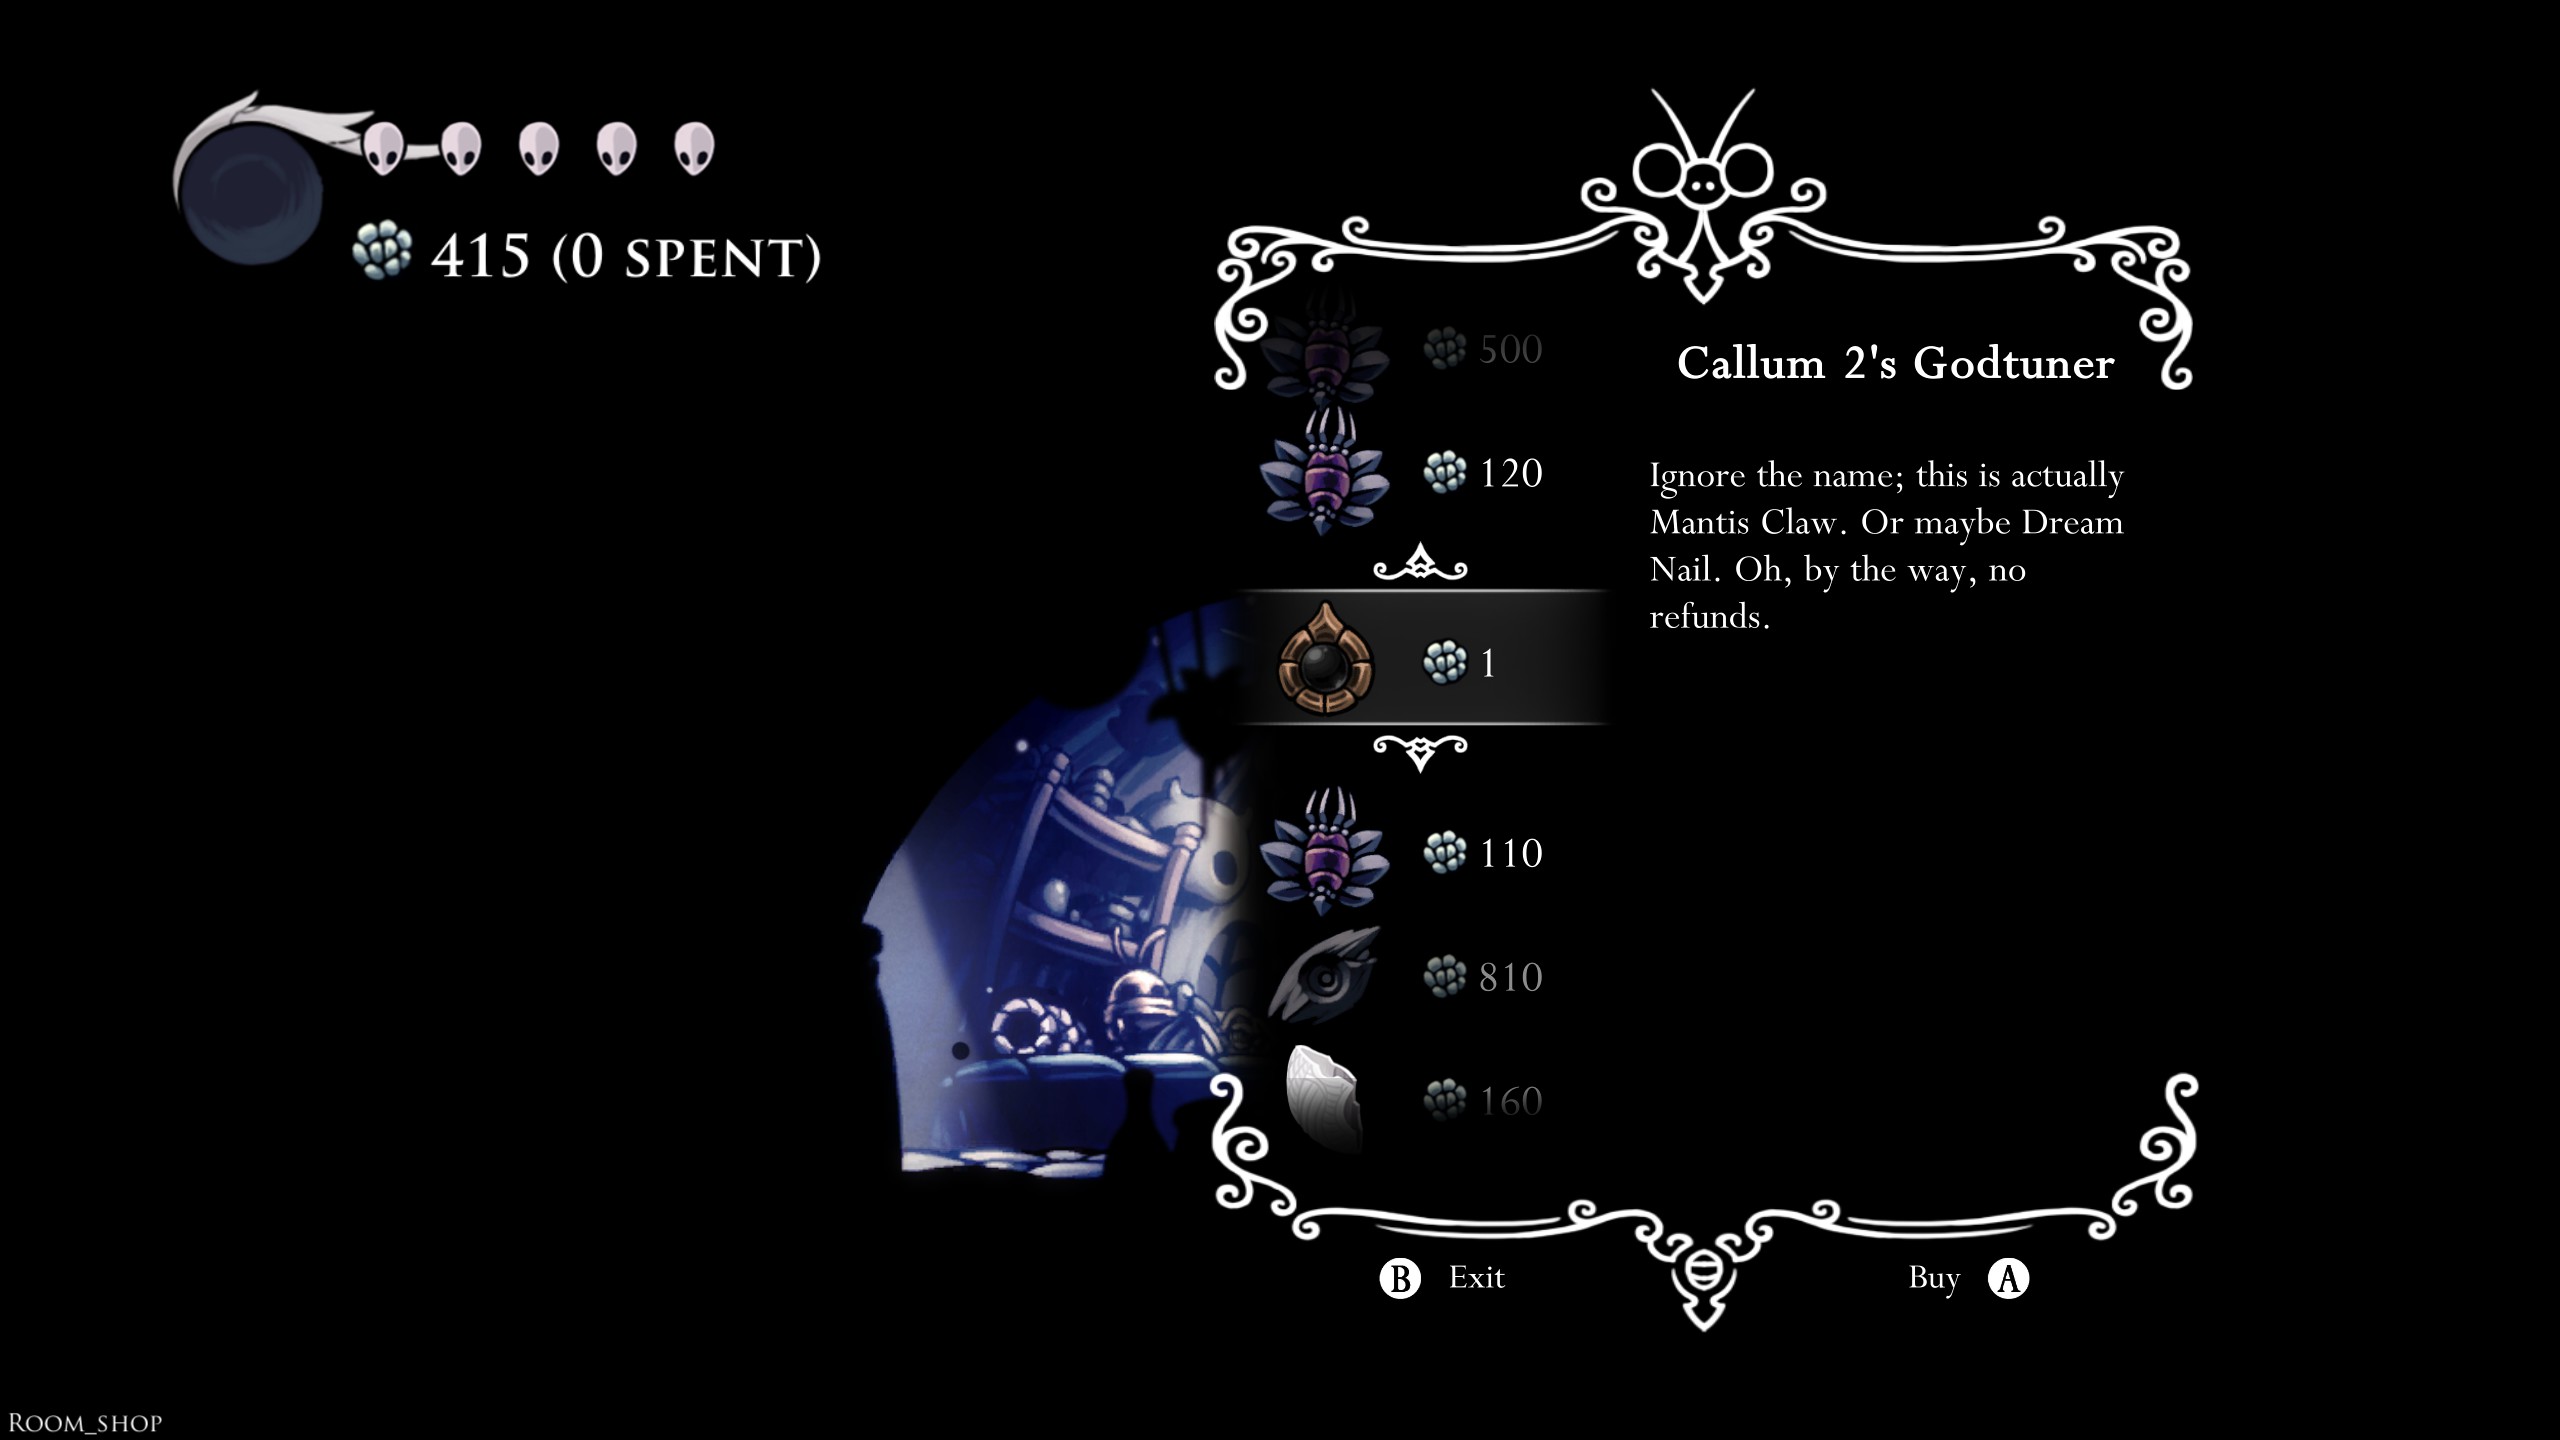 415 (0 SPENT)
500
Callum 2's Godtuner
120
Ignore the name; this is actually
Mantis Claw. Or maybe Dream
Nail. Oh, by the way, no
refunds.
1
110
810
160
B Exit
Buy A
ROOM_SHOP